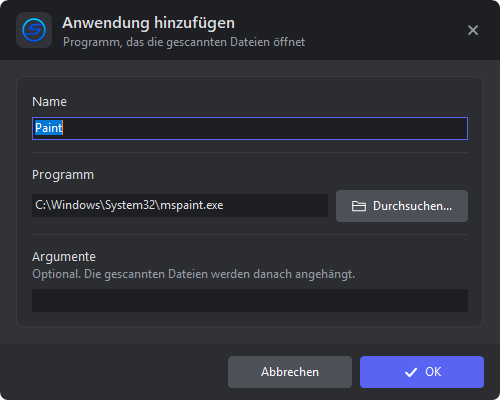 Anwendung hinzufügen
Programm, das die gescannten Dateien öffnet
Name
Paint
Programm
C:\Windows\System32\mspaint.exe
Durchsuchen...
Argumente
Optional. Die gescannten Dateien werden danach angehängt.
Abbrechen
OK